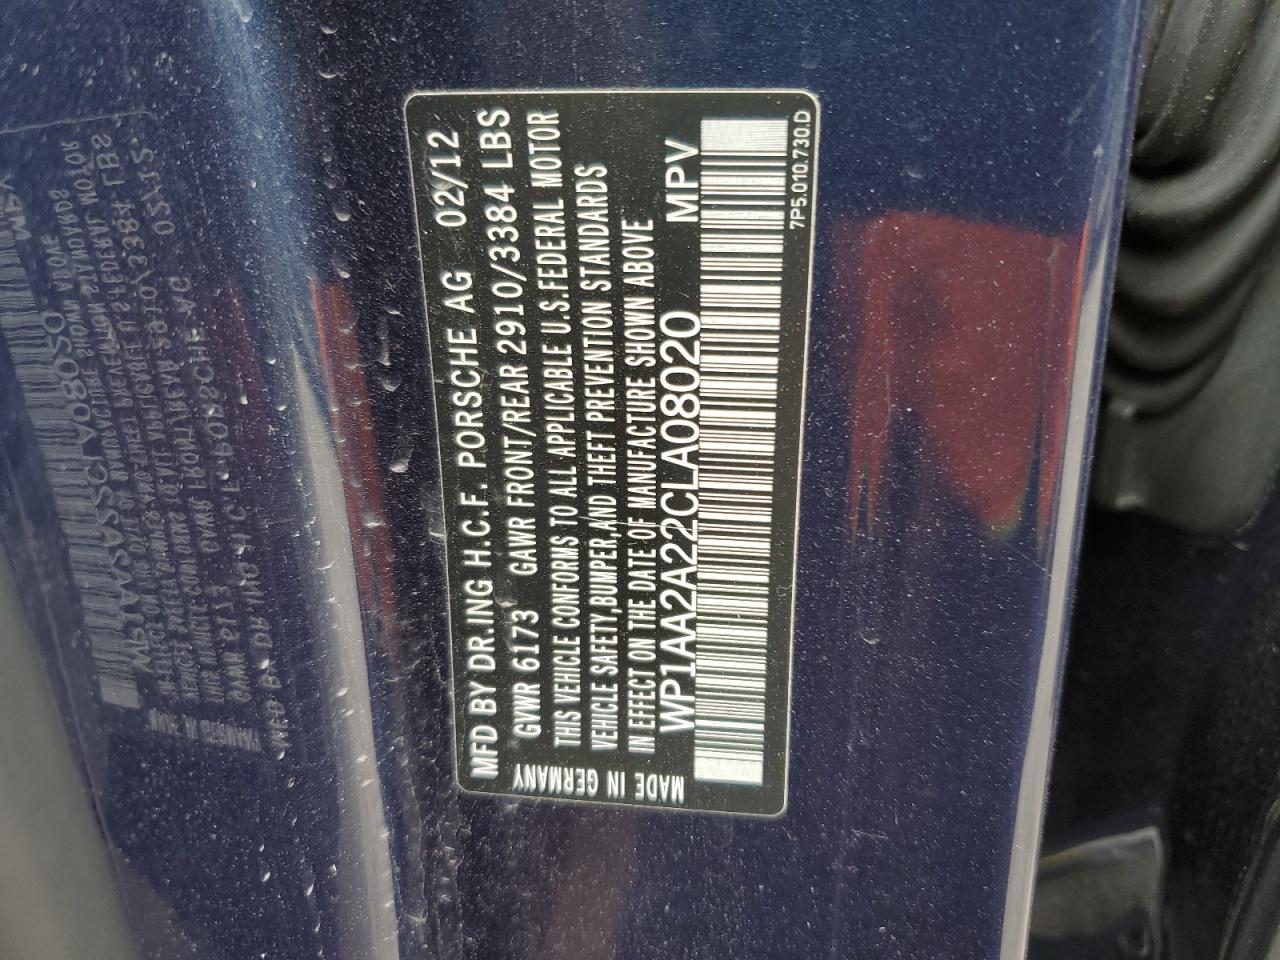 MFD BY DR.ING H.C.F. PORSCHE AG 02/12
GVWR 6173 GAWR FRONT/REAR 2910/3384 LBS
THIS VEHICLE CONFORMS TO ALL APPLICABLE U.S.FEDERAL MOTOR
VEHICLE SAFETY,BUMPER,AND THEFT PREVENTION STANDARDS
IN EFFECT ON THE DATE OF MANUFACTURE SHOWN ABOVE
WP1AA2A22CLA08020 MPV
MADE IN GERMANY
7P5.010.730.D